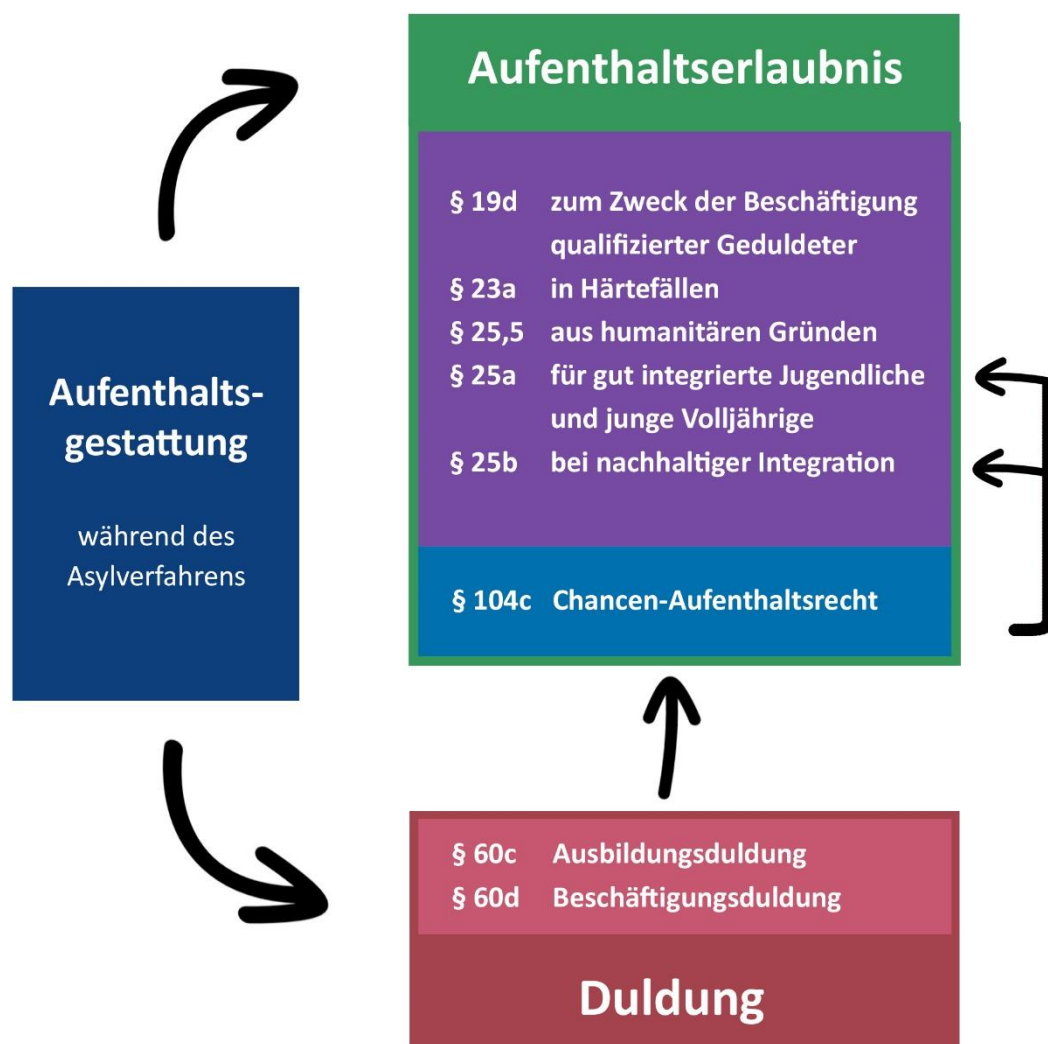 Aufenthaltserlaubnis
§ 19d zum Zweck der Beschäftigung
qualifizierter Geduldeter
§ 23a in Härtefällen
§ 25,5 aus humanitären Gründen
§ 25a für gut integrierte Jugendliche
und junge Volljährige
§ 25b bei nachhaltiger Integration
§ 104c Chancen-Aufenthaltsrecht
Aufenthalts-
gestattung
während des
Asylverfahrens
§ 60c Ausbildungsduldung
§ 60d Beschäftigungsduldung
Duldung